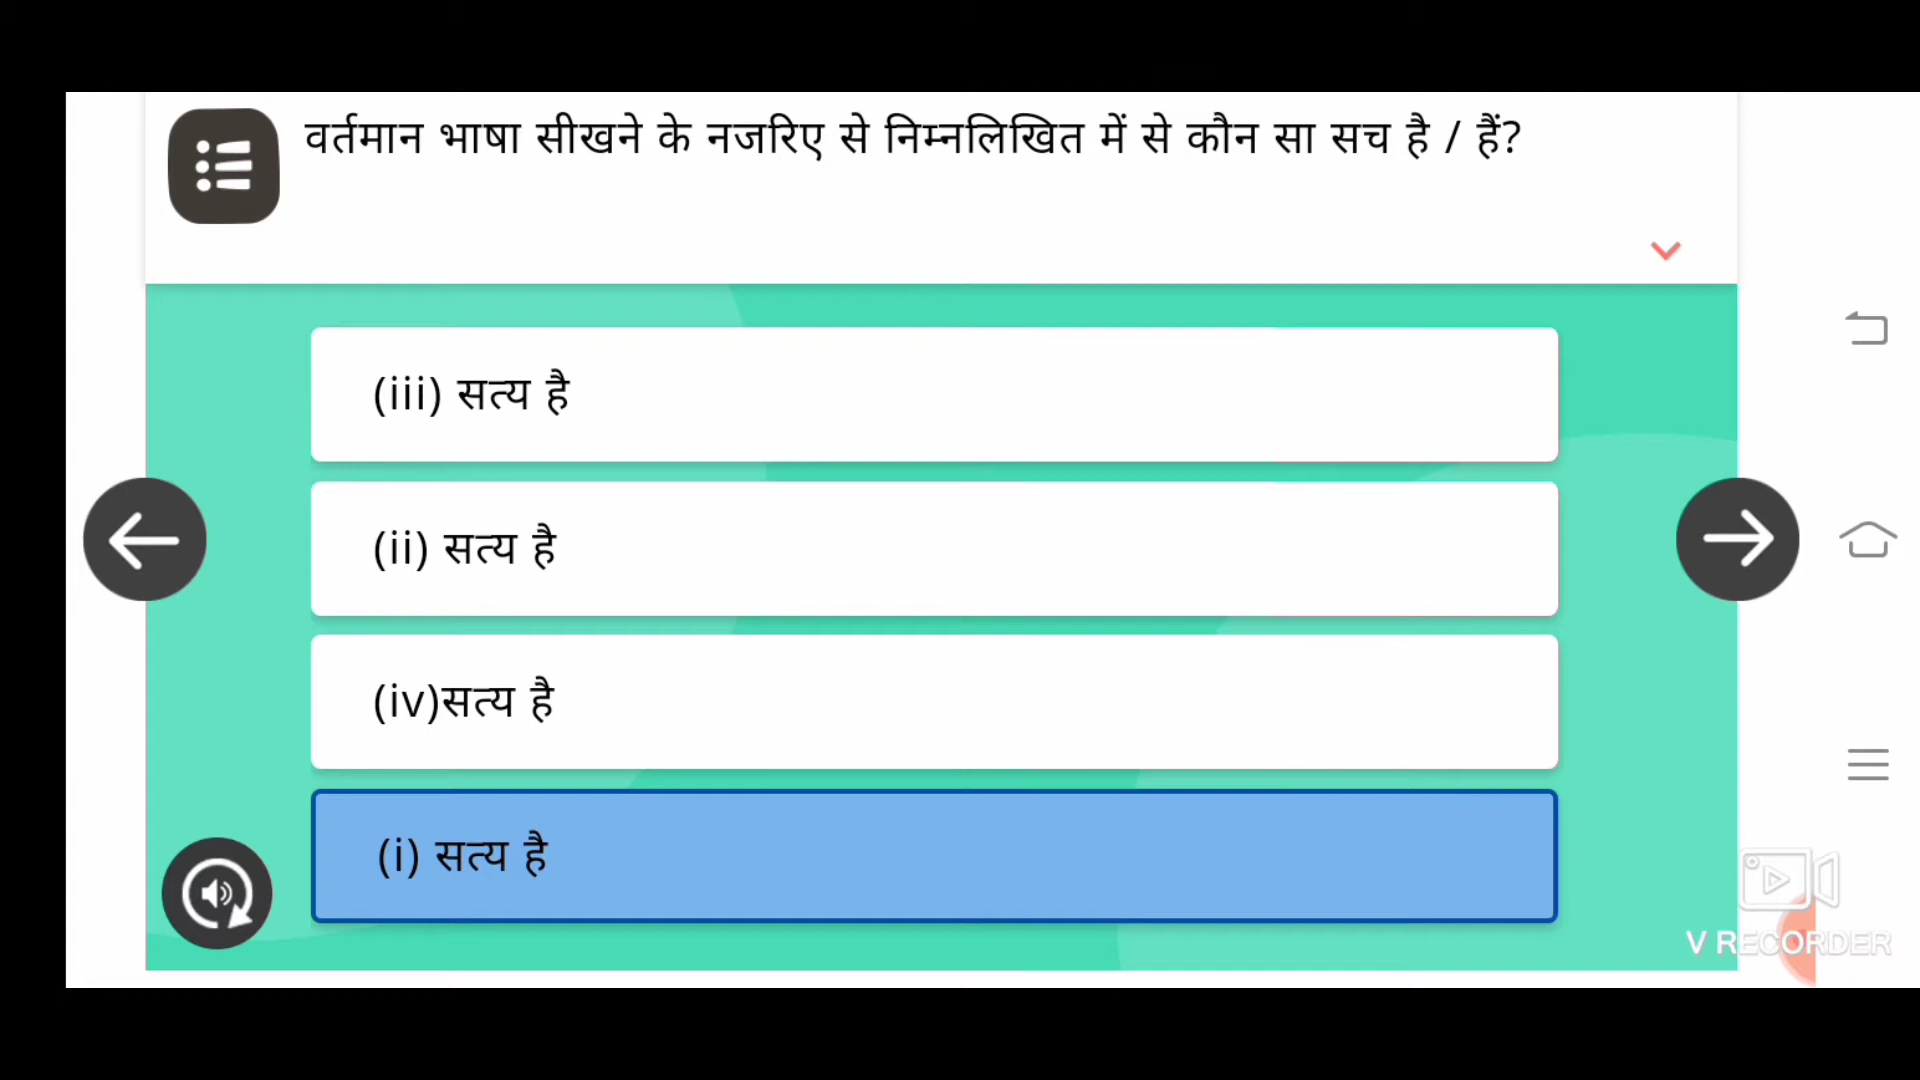 वर्तमान भाषा सीखने के नजरिए से निम्नलिखित में से कौन सा सच है / हैं?
(iii) सत्य है
(ii) सत्य है
(iv)सत्य है
(i) सत्य है
V RECORDER